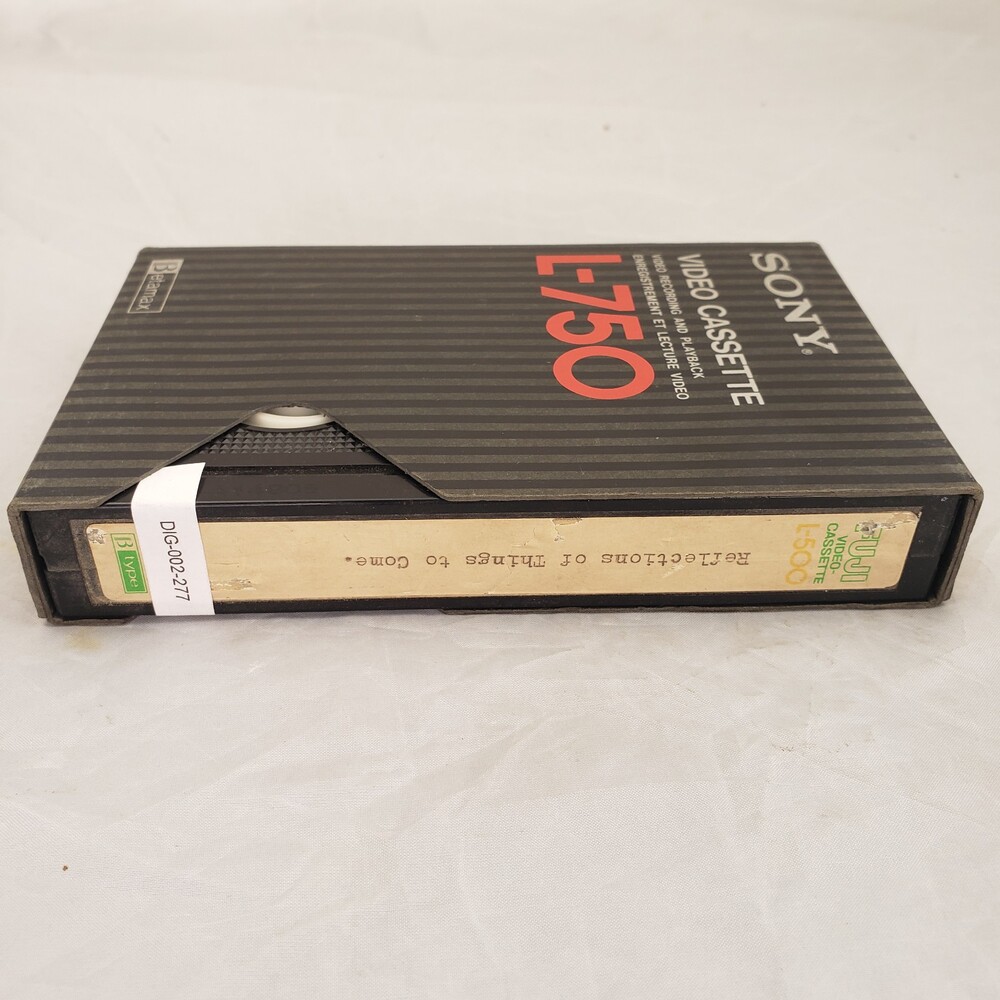 SONY®
VIDEO CASSETTE
VIDEO RECORDING AND PLAYBACK
ENREGISTREMENT ET LECTURE VIDEO
L-750
Betamax
FUJI
VIDEO-
CASSETTE
L-500
Reflections of Things to Come.
DIG-002-277
B type